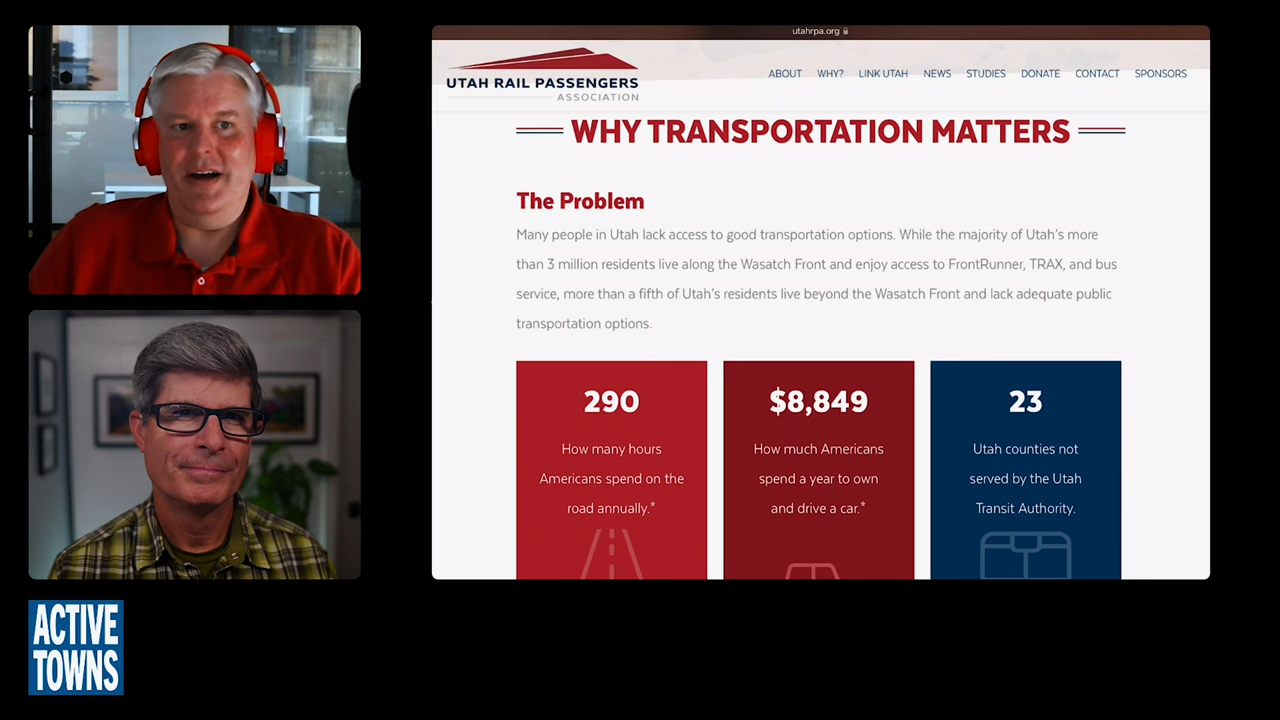 utahrpa.org
UTAH RAIL PASSENGERS
ASSOCIATION
ABOUT WHY? LINK UTAH NEWS STUDIES DONATE CONTACT SPONSORS
WHY TRANSPORTATION MATTERS
The Problem
Many people in Utah lack access to good transportation options. While the majority of Utah's more
than 3 million residents live along the Wasatch Front and enjoy access to FrontRunner, TRAX, and bus
service, more than a fifth of Utah's residents live beyond the Wasatch Front and lack adequate public
transportation options.
290
How many hours
Americans spend on the
road annually.*
$8,849
How much Americans
spend a year to own
and drive a car.*
23
Utah counties not
served by the Utah
Transit Authority.
ACTIVE
TOWNS